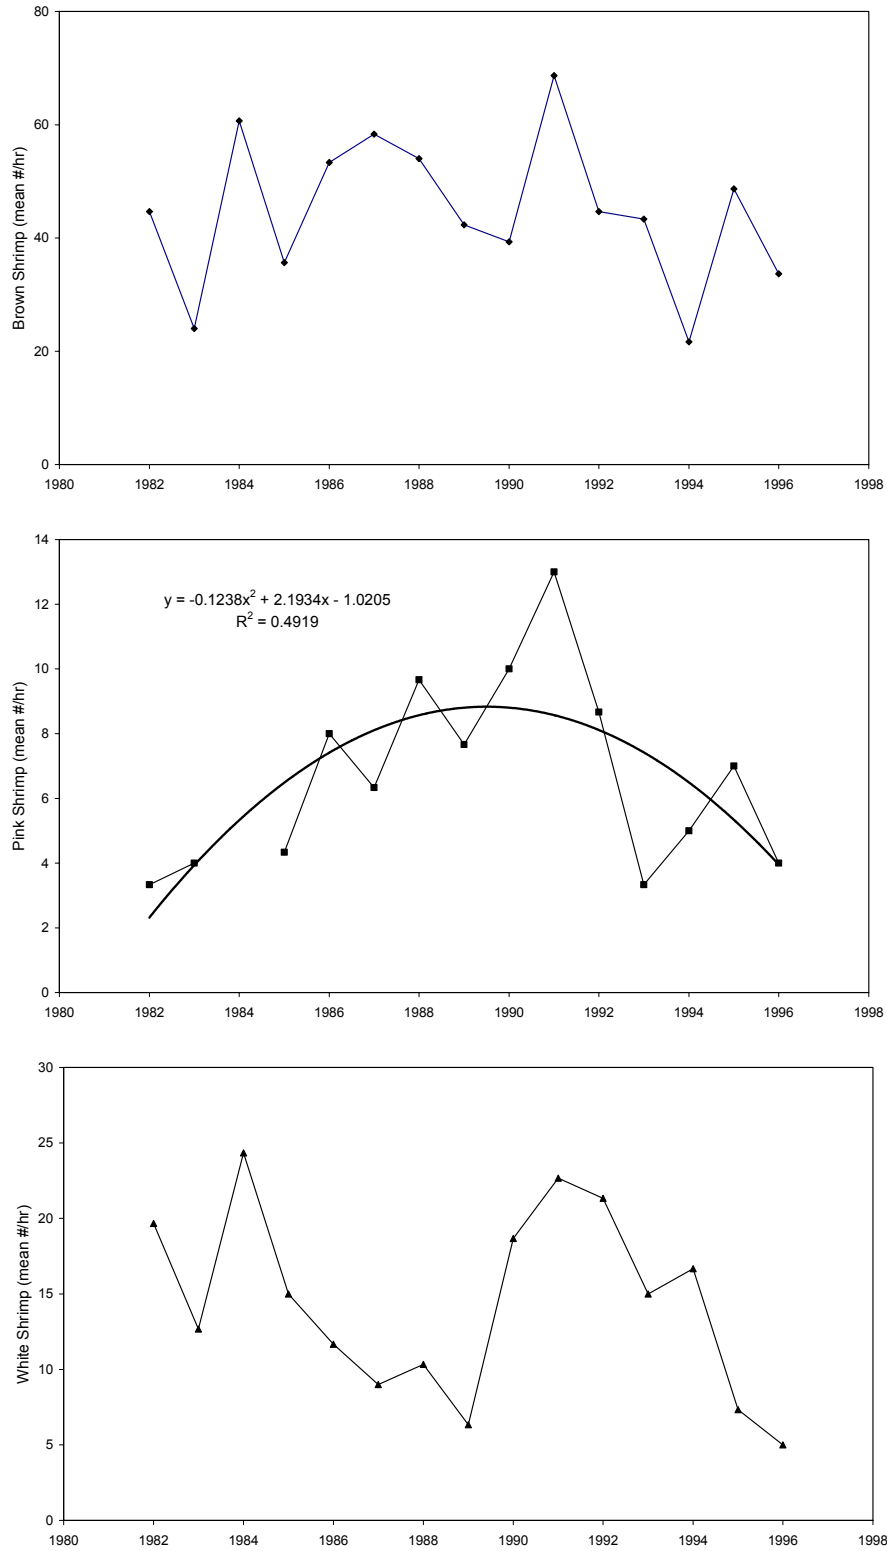 80
60
40
20
0
Brown Shrimp (mean #/hr)
1980 1982 1984 1986 1988 1990 1992 1994 1996 1998
14
12
10
8
6
4
2
0
Pink Shrimp (mean #/hr)
y = -0.1238x² + 2.1934x - 1.0205
R² = 0.4919
1980 1982 1984 1986 1988 1990 1992 1994 1996 1998
30
25
20
15
10
5
0
White Shrimp (mean #/hr)
1980 1982 1984 1986 1988 1990 1992 1994 1996 1998